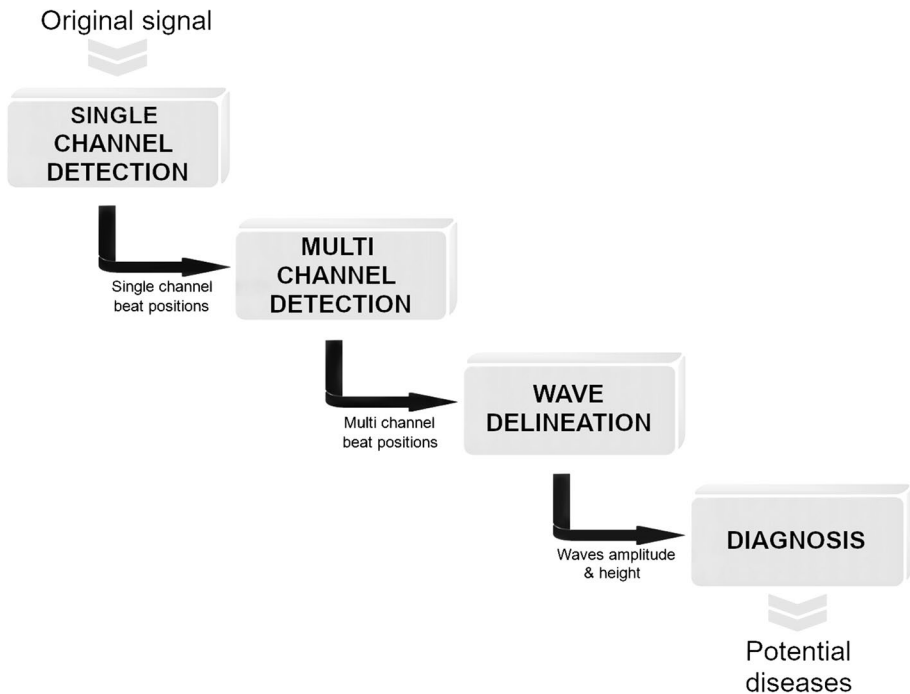 Original signal
SINGLE
CHANNEL
DETECTION
Single channel
beat positions
MULTI
CHANNEL
DETECTION
Multi channel
beat positions
WAVE
DELINEATION
Waves amplitude
& height
DIAGNOSIS
Potential
diseases